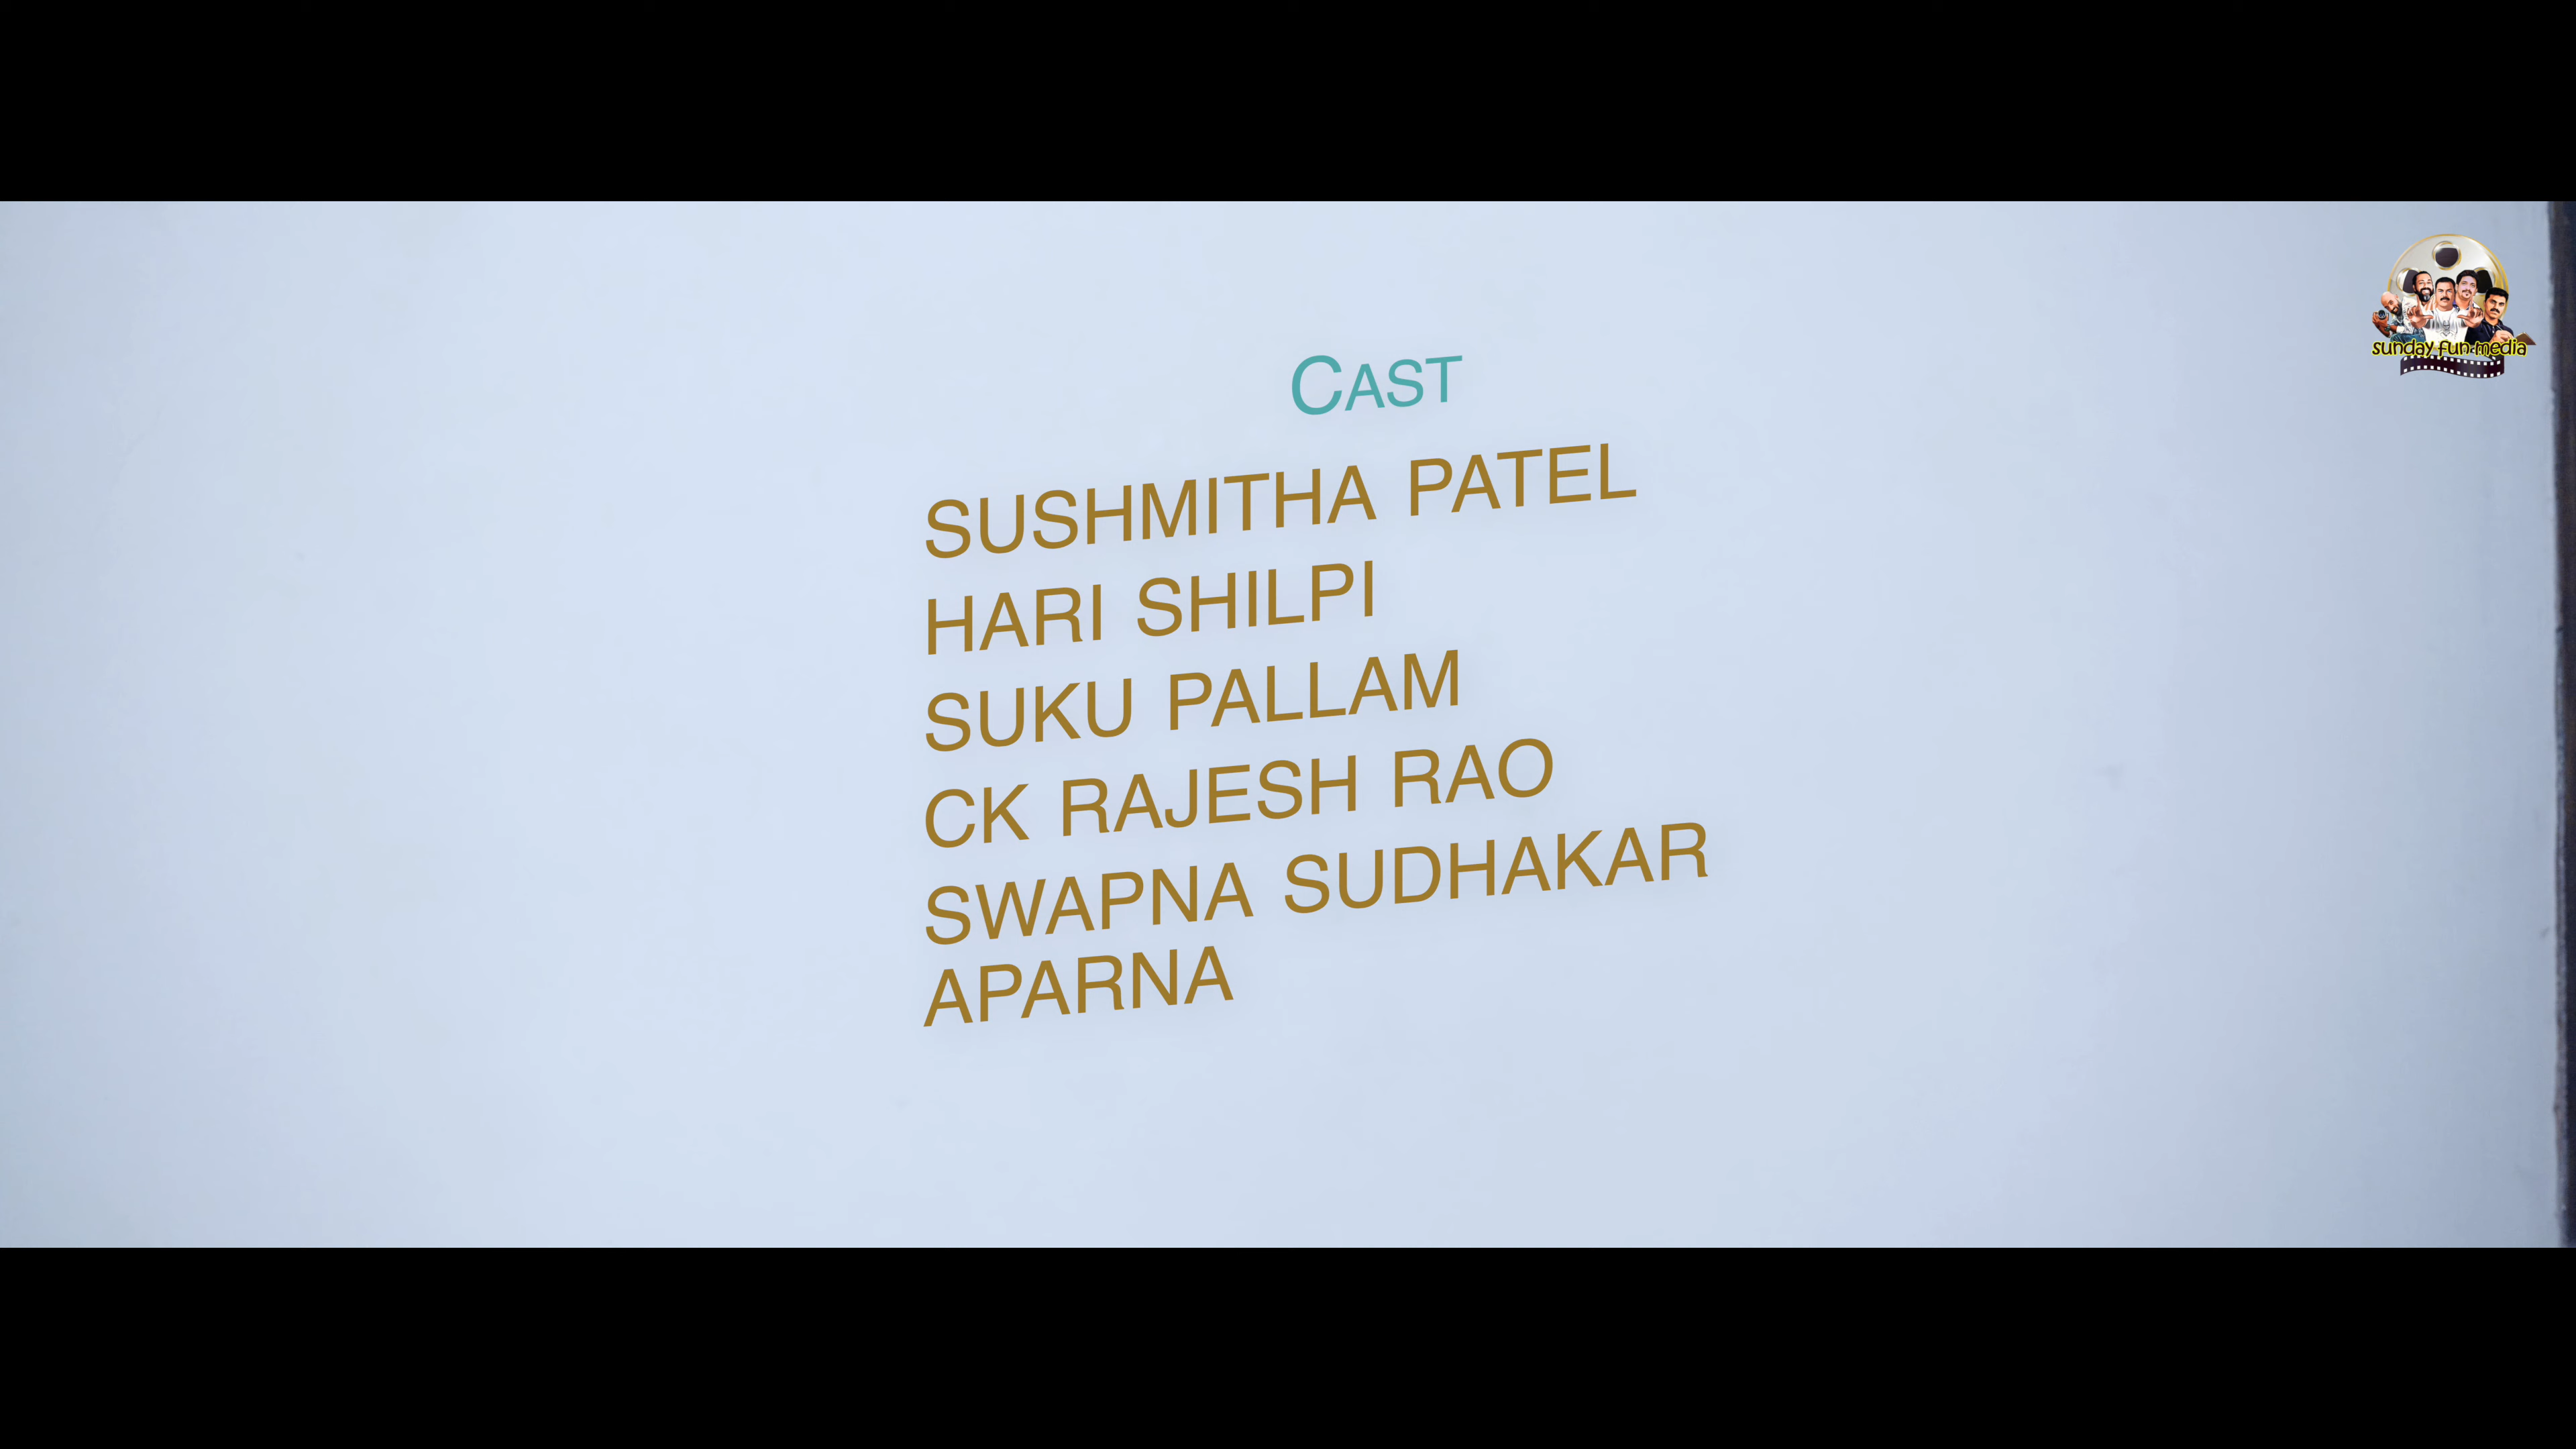 CAST
SUSHMITHA PATEL
HARI SHILPI
SUKU PALLAM
CK RAJESH RAO
SWAPNA SUDHAKAR
APARNA
sunday fun media